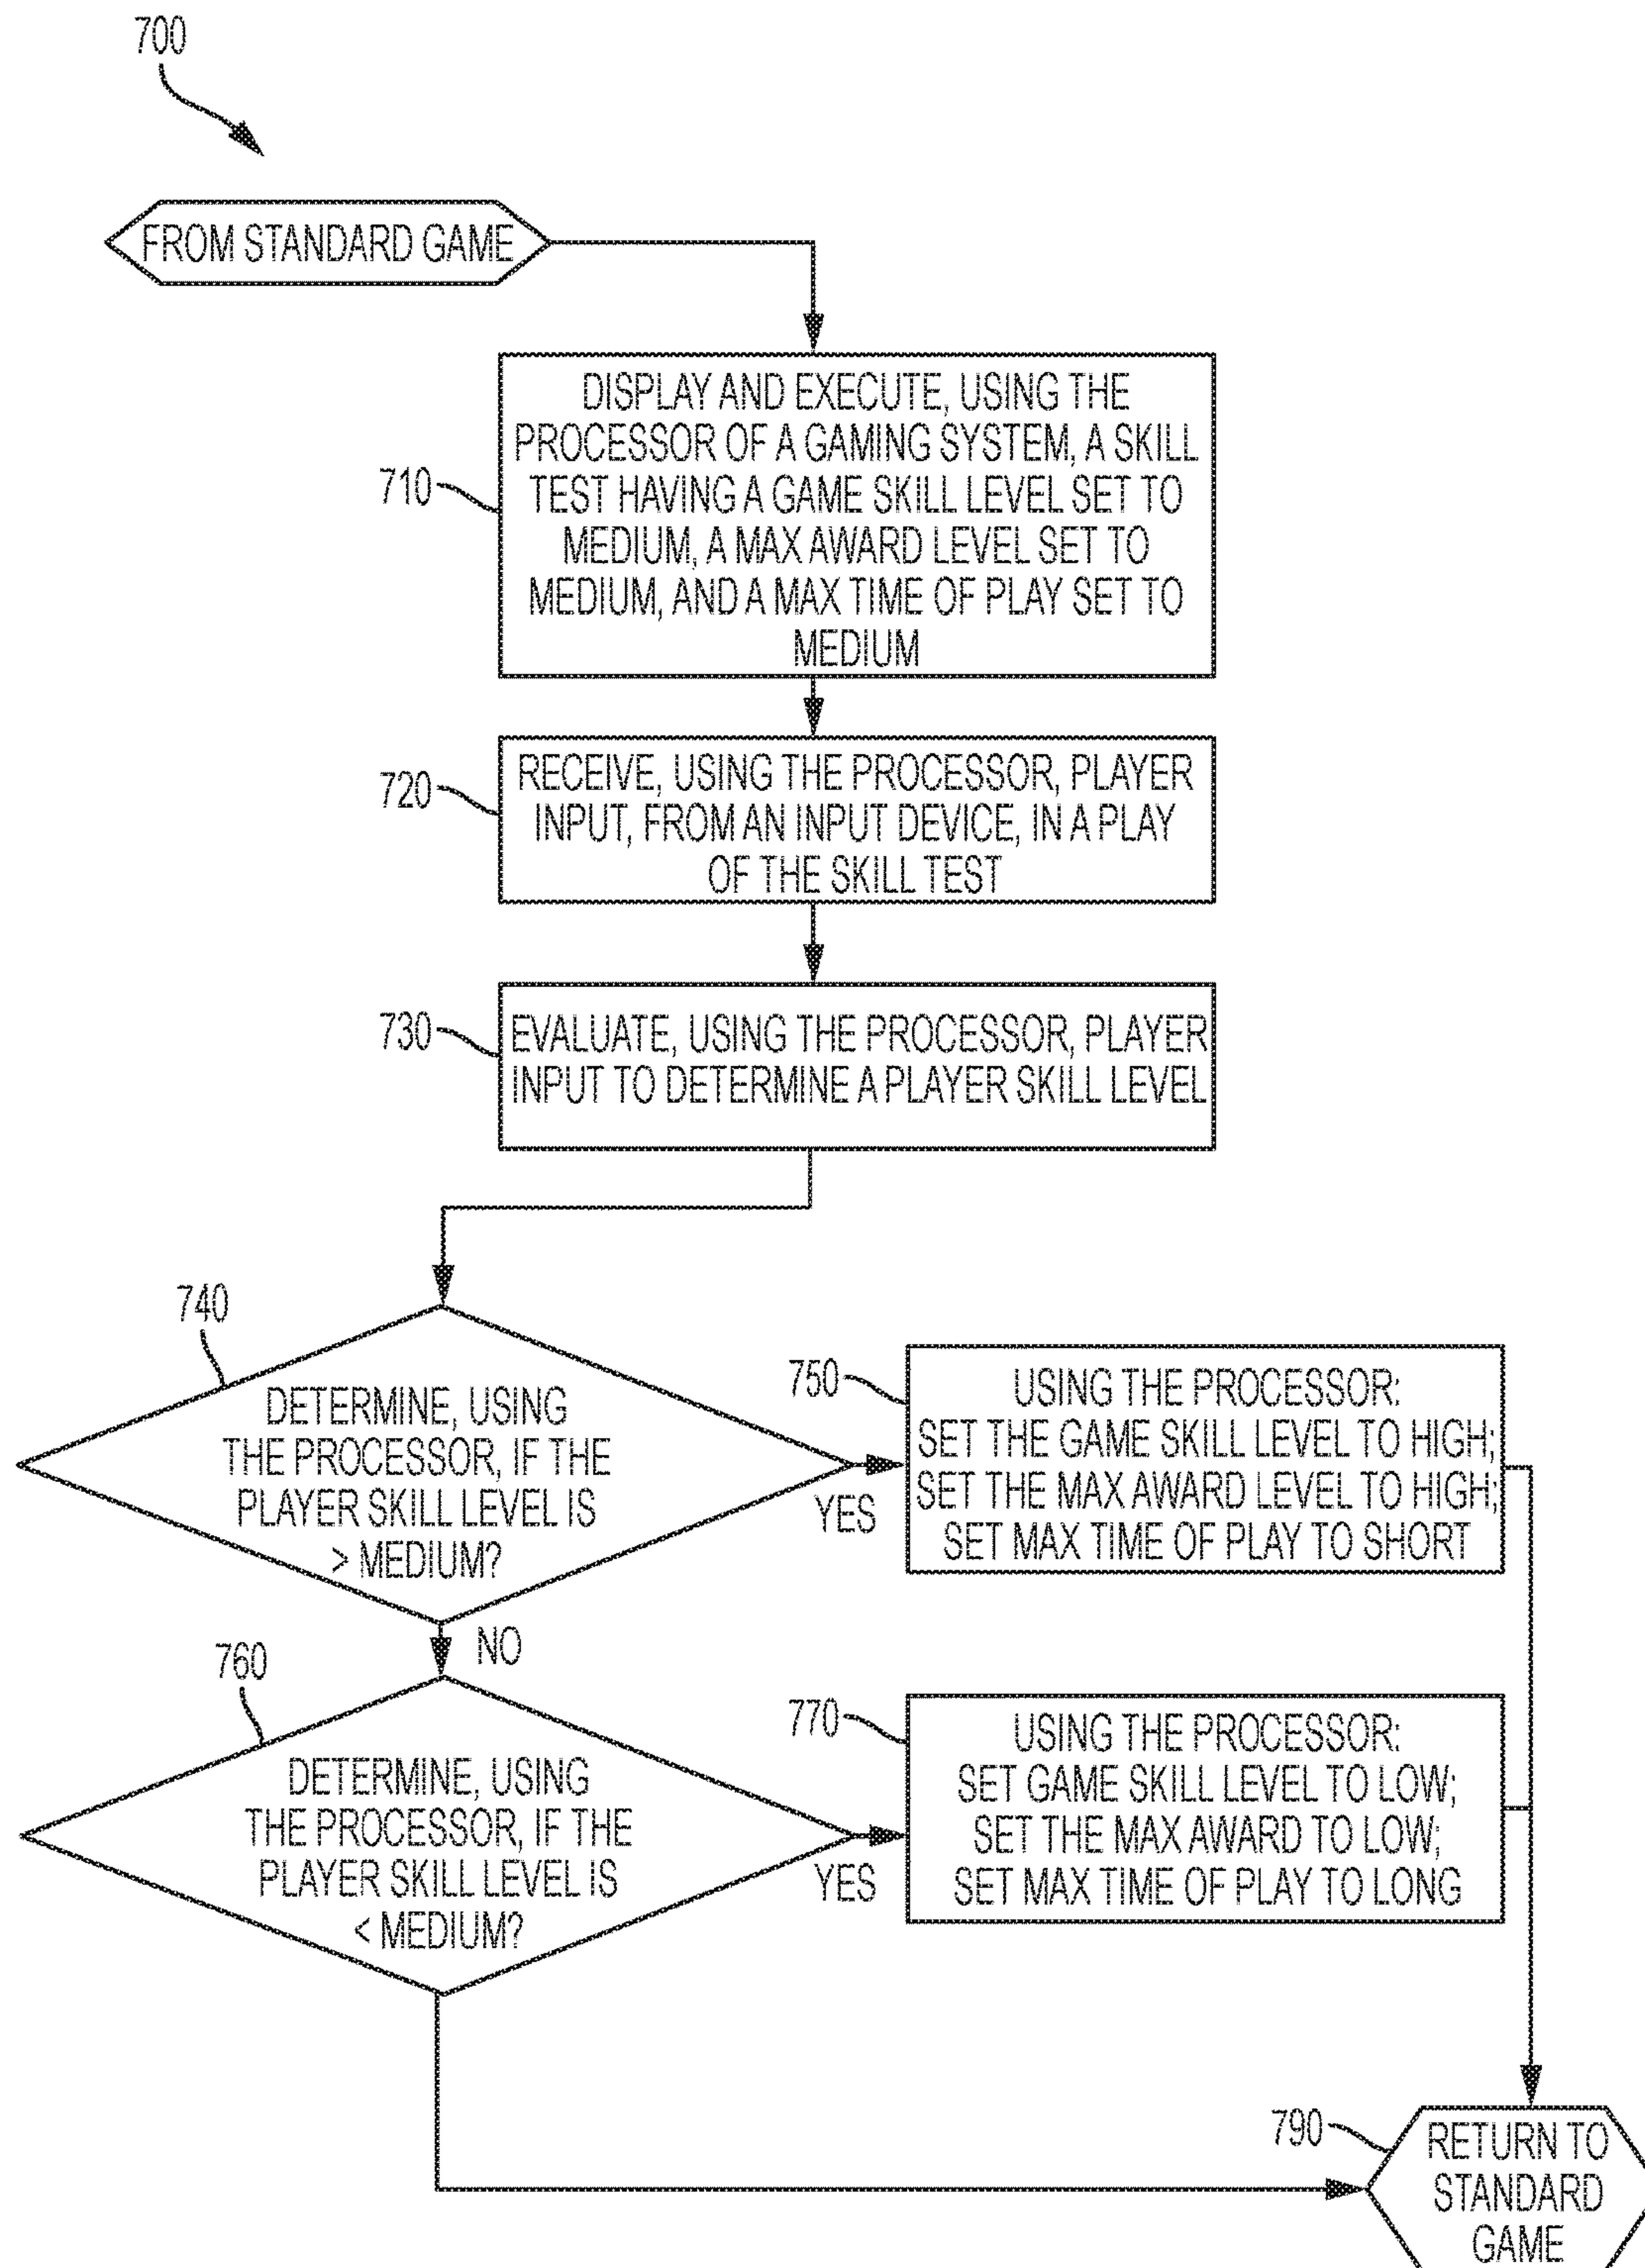 700
FROM STANDARD GAME
710
DISPLAY AND EXECUTE, USING THE
PROCESSOR OF A GAMING SYSTEM, A SKILL
TEST HAVING A GAME SKILL LEVEL SET TO
MEDIUM, A MAX AWARD LEVEL SET TO
MEDIUM, AND A MAX TIME OF PLAY SET TO
MEDIUM
720
RECEIVE, USING THE PROCESSOR, PLAYER
INPUT, FROM AN INPUT DEVICE, IN A PLAY
OF THE SKILL TEST
730
EVALUATE, USING THE PROCESSOR, PLAYER
INPUT TO DETERMINE A PLAYER SKILL LEVEL
740
DETERMINE, USING
THE PROCESSOR, IF THE
PLAYER SKILL LEVEL IS
> MEDIUM?
YES
750
USING THE PROCESSOR:
SET THE GAME SKILL LEVEL TO HIGH;
SET THE MAX AWARD LEVEL TO HIGH;
SET MAX TIME OF PLAY TO SHORT
NO
760
DETERMINE, USING
THE PROCESSOR, IF THE
PLAYER SKILL LEVEL IS
< MEDIUM?
YES
770
USING THE PROCESSOR:
SET GAME SKILL LEVEL TO LOW;
SET THE MAX AWARD TO LOW;
SET MAX TIME OF PLAY TO LONG
790
RETURN TO
STANDARD
GAME